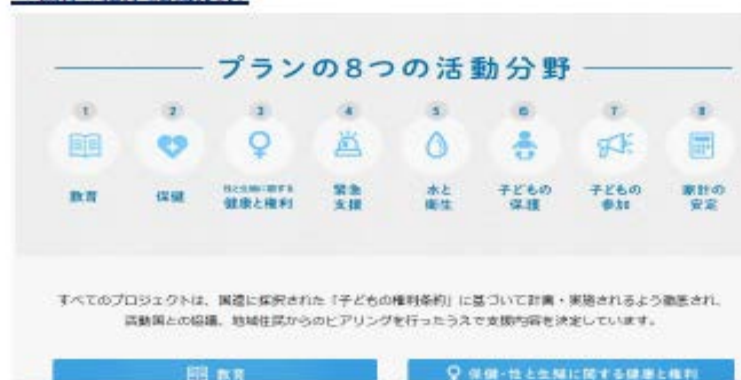 プランの8つの活動分野
1 2 3 4 5 6 7 8
教育 保健 性と生殖に関する 健康と権利 緊急 支援 水と 衛生 子どもの 保護 子どもの 参加 家計の 安定
すべてのプロジェクトは、国連に採択された「子どもの権利条約」に基づいて計画・実施されるよう徹底され、
活動国との協議、地域住民からのヒアリングを行ったうえで支援内容を決定しています。
教育
保健・性と生殖に関する健康と権利